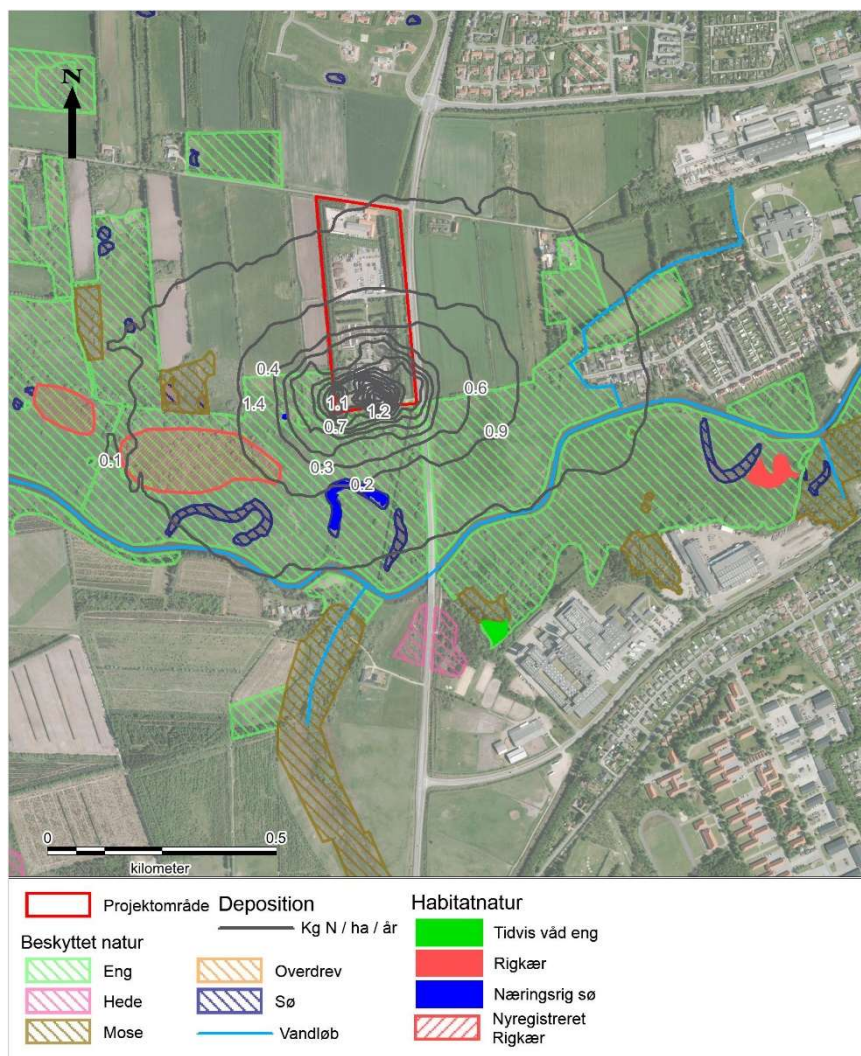 N
0.4
0.6
1.4
1.1
1.2
0.7
0.9
0.1
0.3
0.2
0
0.5
kilometer
Projektområde
Deposition
Kg N / ha / år
Habitatnatur
Beskyttet natur
Eng
Hede
Mose
Overdrev
Sø
Vandløb
Tidvis våd eng
Rigkær
Næringsrig sø
Nyregistreret
Rigkær